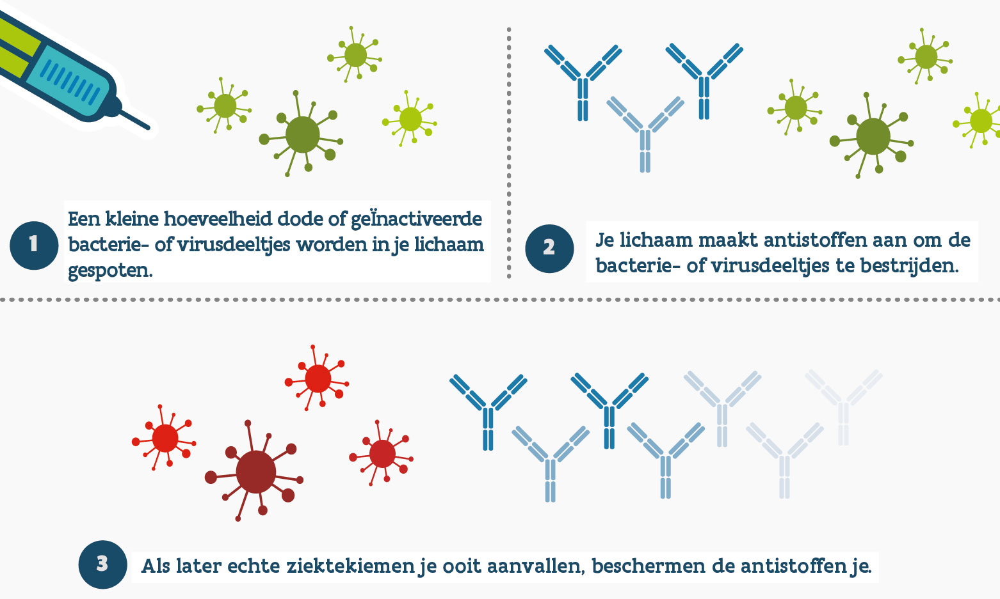 1
Een kleine hoeveelheid dode of geÏnactiveerde
bacterie- of virusdeeltjes worden in je lichaam
gespoten.
2
Je lichaam maakt antistoffen aan om de
bacterie- of virusdeeltjes te bestrijden.
3
Als later echte ziektekiemen je ooit aanvallen, beschermen de antistoffen je.